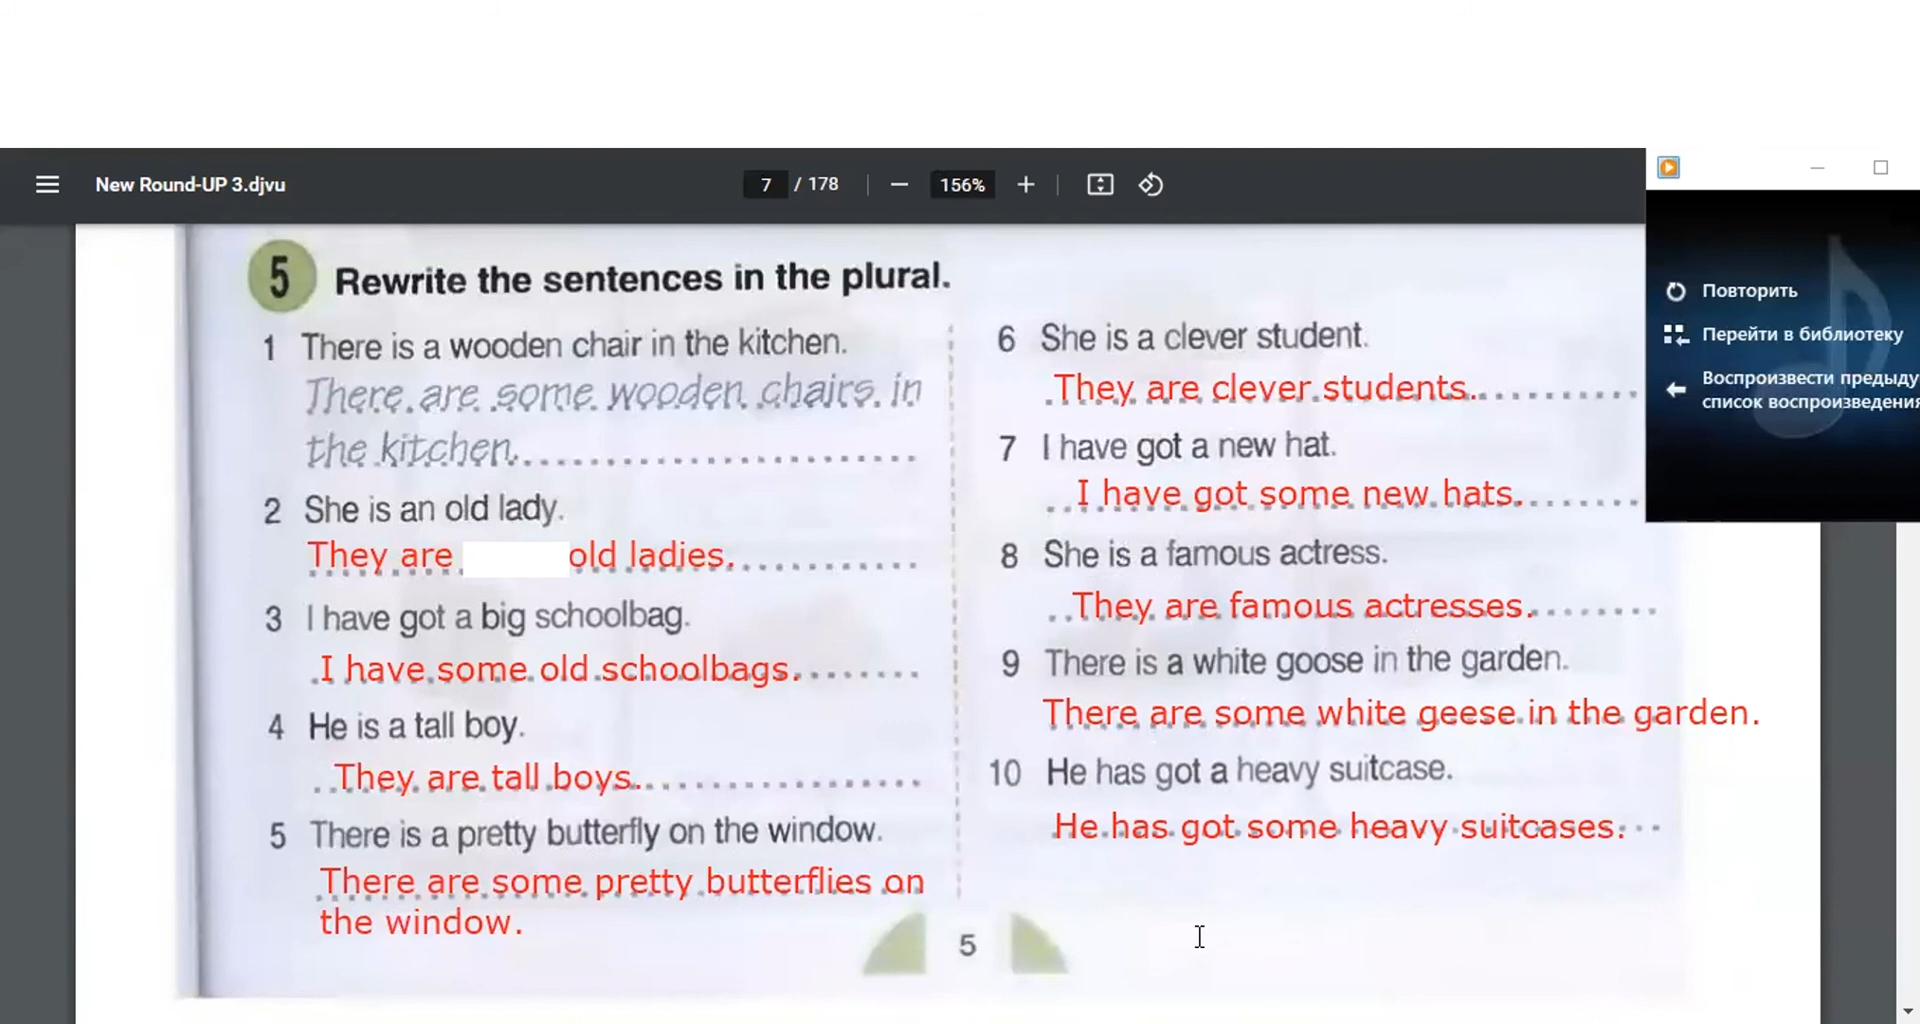 New Round-UP 3.djvu
7 / 178
156%
5 Rewrite the sentences in the plural.
1 There is a wooden chair in the kitchen.
There are some wooden chairs in
the kitchen.
2 She is an old lady.
They are old ladies.
3 I have got a big schoolbag.
I have some old schoolbags.
4 He is a tall boy.
They are tall boys.
5 There is a pretty butterfly on the window.
There are some pretty butterflies on
the window.
6 She is a clever student.
They are clever students.
7 I have got a new hat.
I have got some new hats.
8 She is a famous actress.
They are famous actresses.
9 There is a white goose in the garden.
There are some white geese in the garden.
10 He has got a heavy suitcase.
He has got some heavy suitcases.
5
Повторить
Перейти в библиотеку
Воспроизвести предыду
список воспроизведения